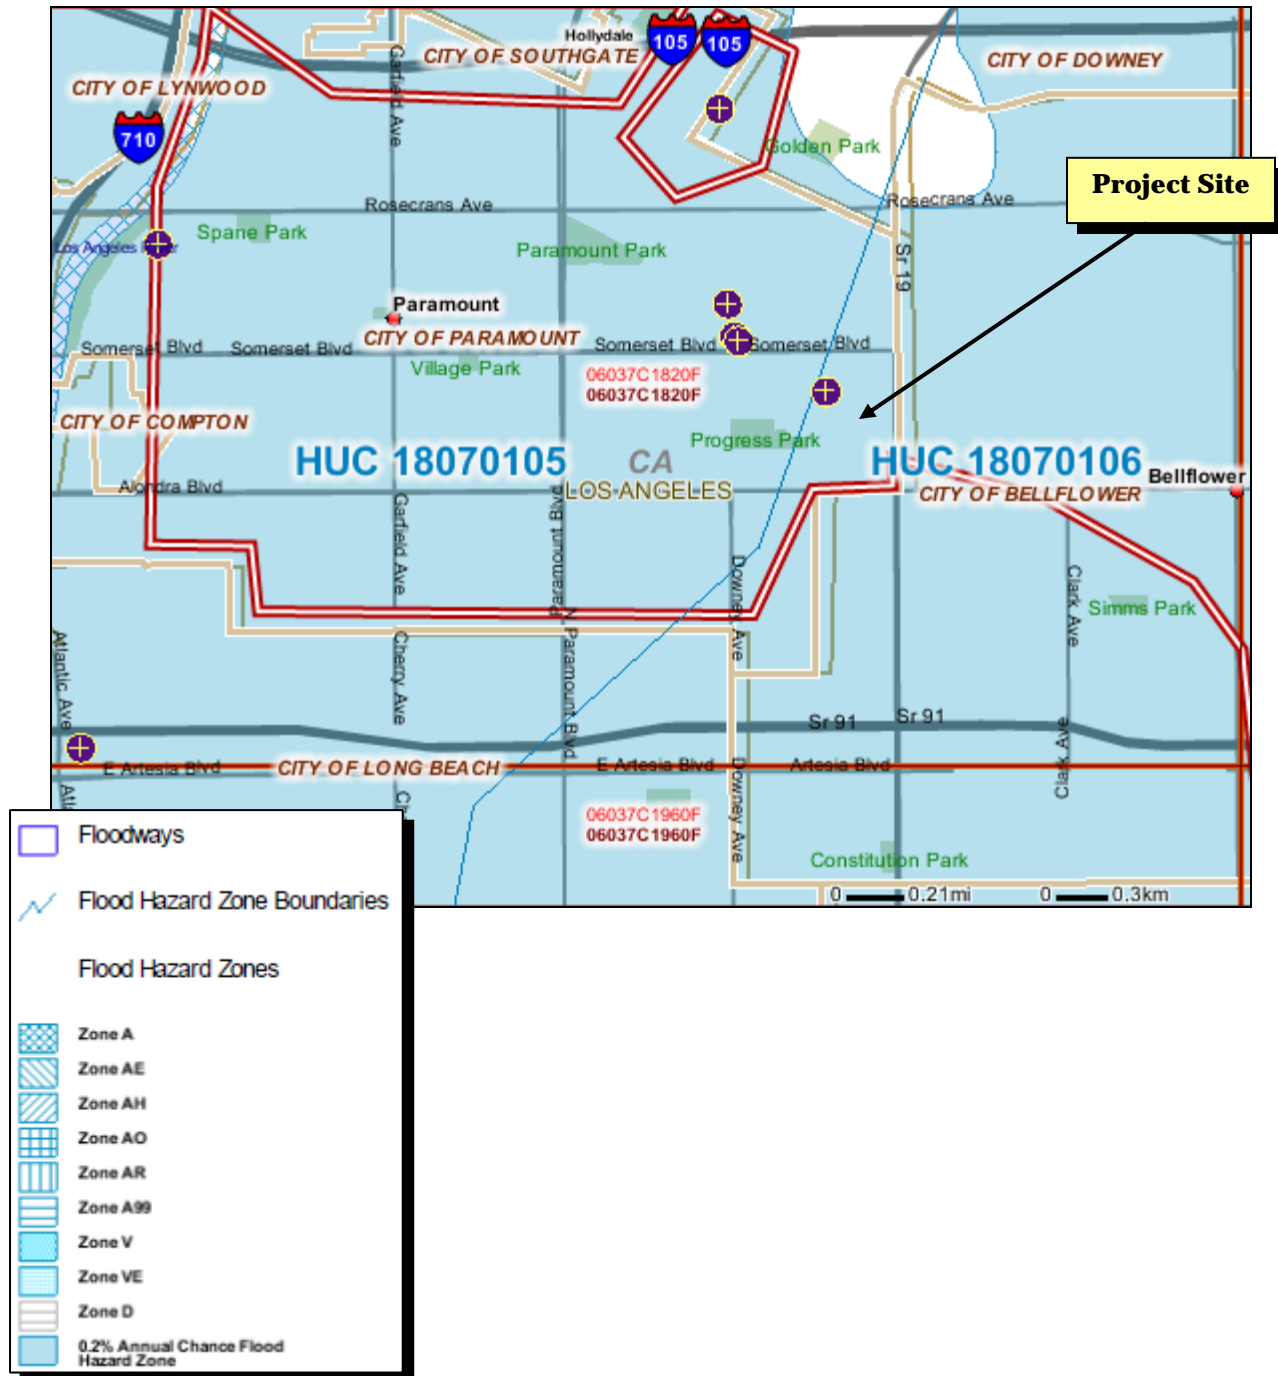 Hollydale
105
105
CITY OF SOUTHGATE
CITY OF DOWNEY
CITY OF LYNWOOD
Garfield Ave
710
Golden Park
Project Site
Rosecrans Ave
Rosecrans Ave
Spane Park
Los Angeles
Paramount Park
Sr 19
Paramount
CITY OF PARAMOUNT
Somerset Blvd
Somerset Blvd
Somerset Blvd
Somerset Blvd
Village Park
06037C1820F
06037C1820F
CITY OF COMPTON
Progress Park
HUC 18070105
CA
HUC 18070106
Bellflower
Alondra Blvd
LOS ANGELES
CITY OF BELLFLOWER
Garfield Ave
Paramount Blvd
Downey Ave
Clark Ave
Simms Park
Atlantic Ave
Cherry Ave
N Paramount Blvd
Sr 91
Sr 91
Clark Ave
E Artesia Blvd
CITY OF LONG BEACH
E Artesia Blvd
Artesia Blvd
Downey Ave
06037C1960F
06037C1960F
Constitution Park
0
0.21mi
0
0.3km
Floodways
Flood Hazard Zone Boundaries
Flood Hazard Zones
Zone A
Zone AE
Zone AH
Zone AO
Zone AR
Zone A99
Zone V
Zone VE
Zone D
0.2% Annual Chance Flood
Hazard Zone